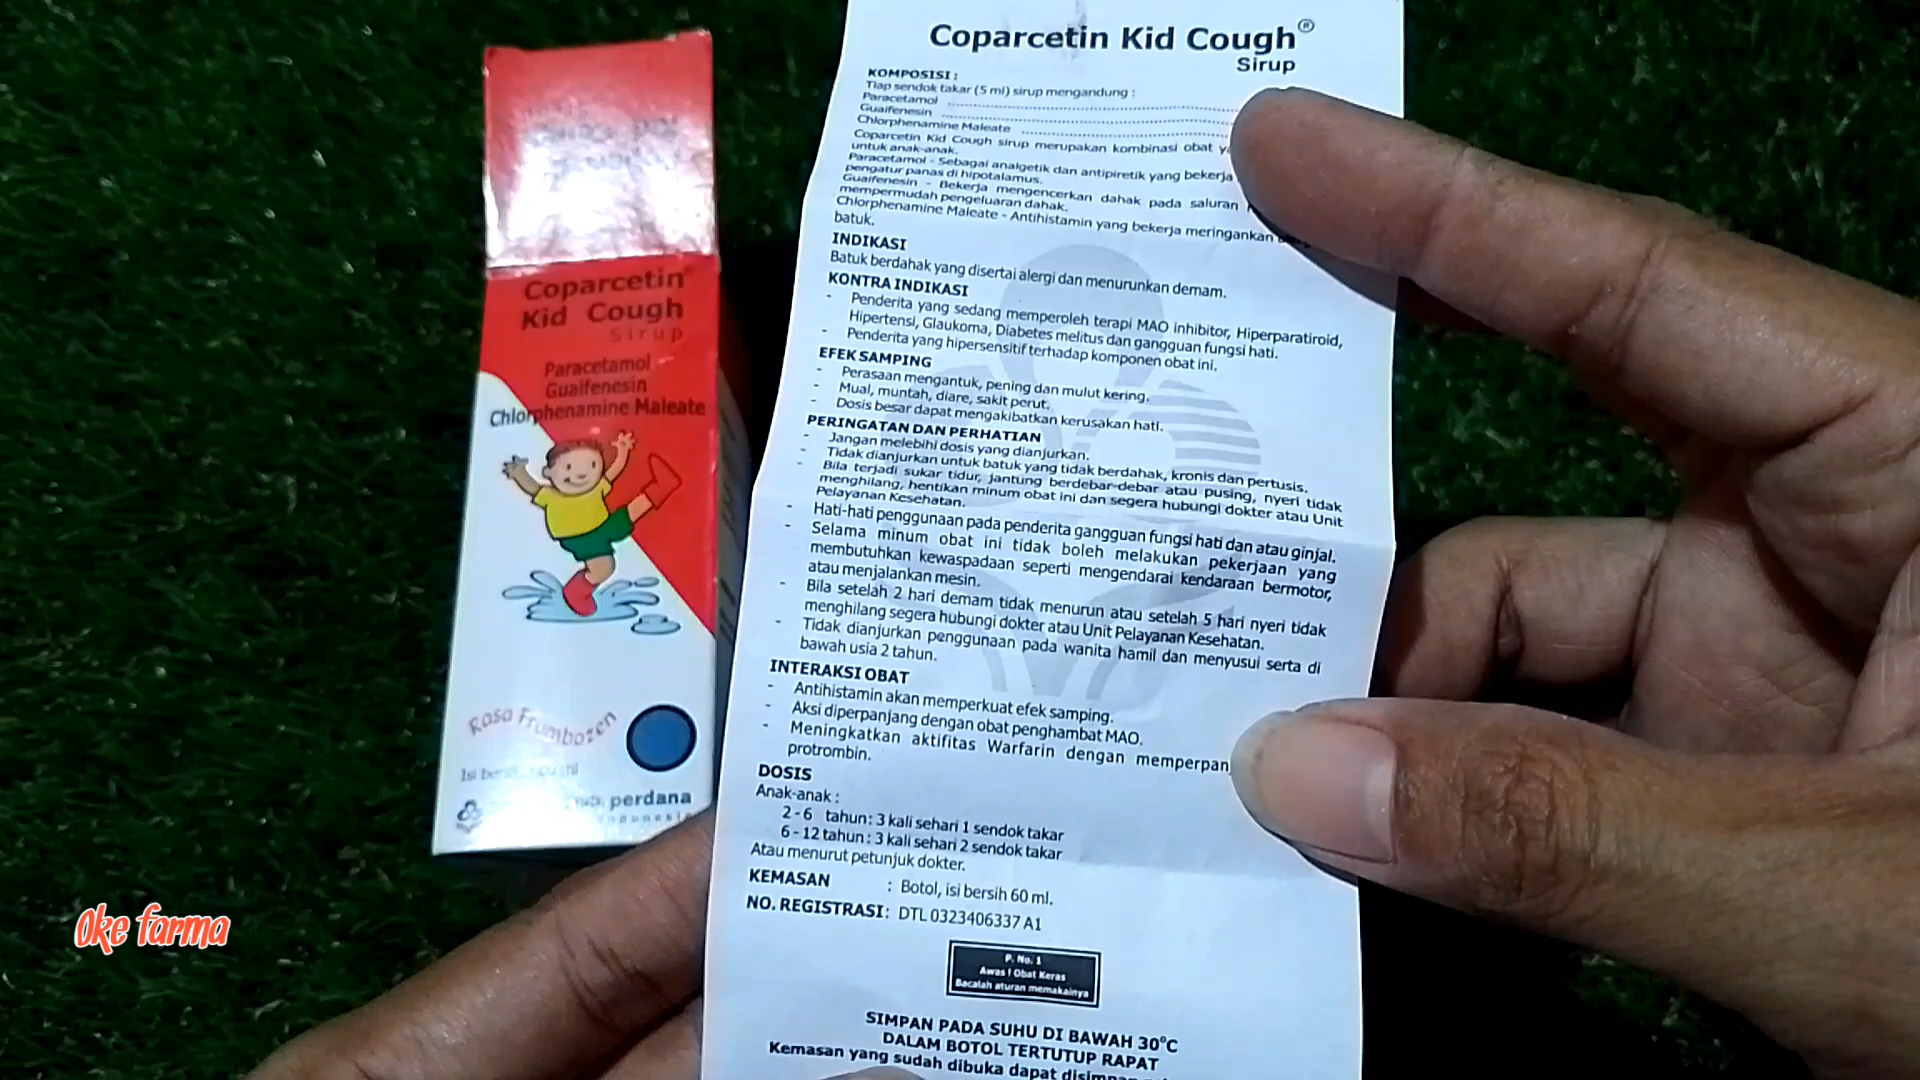 Coparcetin
Kid Cough
Sirup
Paracetamol
Guaifenesin
Chlorphenamine Maleate
Rasa Frambozen
perdana
Oke farma
Coparcetin Kid Cough®
Sirup
KOMPOSISI :
Tiap sendok takar (5 ml) sirup mengandung :
Paracetamol
Guaifenesin
Chlorphenamine Maleate
Coparcetin Kid Cough sirup merupakan kombinasi obat
untuk anak-anak.
Paracetamol - Sebagai analgetik dan antipiretik yang bekerja
pengatur panas di hipotalamus.
Guaifenesin - Bekerja mengencerkan dahak pada saluran
mempermudah pengeluaran dahak.
Chlorphenamine Maleate - Antihistamin yang bekerja meringankan
batuk.
INDIKASI
Batuk berdahak yang disertai alergi dan menurunkan demam.
KONTRA INDIKASI
- Penderita yang sedang memperoleh terapi MAO inhibitor, Hiperparatiroid,
Hipertensi, Glaukoma, Diabetes melitus dan gangguan fungsi hati.
- Penderita yang hipersensitif terhadap komponen obat ini.
EFEK SAMPING
- Perasaan mengantuk, pening dan mulut kering.
- Mual, muntah, diare, sakit perut.
- Dosis besar dapat mengakibatkan kerusakan hati.
PERINGATAN DAN PERHATIAN
- Jangan melebihi dosis yang dianjurkan.
- Tidak dianjurkan untuk batuk yang tidak berdahak, kronis dan pertusis.
- Bila terjadi sukar tidur, jantung berdebar-debar atau pusing, nyeri tidak
menghilang, hentikan minum obat ini dan segera hubungi dokter atau Unit
Pelayanan Kesehatan.
- Hati-hati penggunaan pada penderita gangguan fungsi hati dan atau ginjal.
- Selama minum obat ini tidak boleh melakukan pekerjaan yang
membutuhkan kewaspadaan seperti mengendarai kendaraan bermotor,
atau menjalankan mesin.
- Bila setelah 2 hari demam tidak menurun atau setelah 5 hari nyeri tidak
menghilang segera hubungi dokter atau Unit Pelayanan Kesehatan.
- Tidak dianjurkan penggunaan pada wanita hamil dan menyusui serta di
bawah usia 2 tahun.
INTERAKSI OBAT
- Antihistamin akan memperkuat efek samping.
- Aksi diperpanjang dengan obat penghambat MAO.
- Meningkatkan aktifitas Warfarin dengan memperpan
protrombin.
DOSIS
Anak-anak :
2 - 6 tahun : 3 kali sehari 1 sendok takar
6 - 12 tahun : 3 kali sehari 2 sendok takar
Atau menurut petunjuk dokter.
KEMASAN : Botol, isi bersih 60 ml.
NO. REGISTRASI : DTL 0323406337 A1
P. No. 1
Awas ! Obat Keras
Bacalah aturan memakainya
SIMPAN PADA SUHU DI BAWAH 30°C
DALAM BOTOL TERTUTUP RAPAT
Kemasan yang sudah dibuka dapat